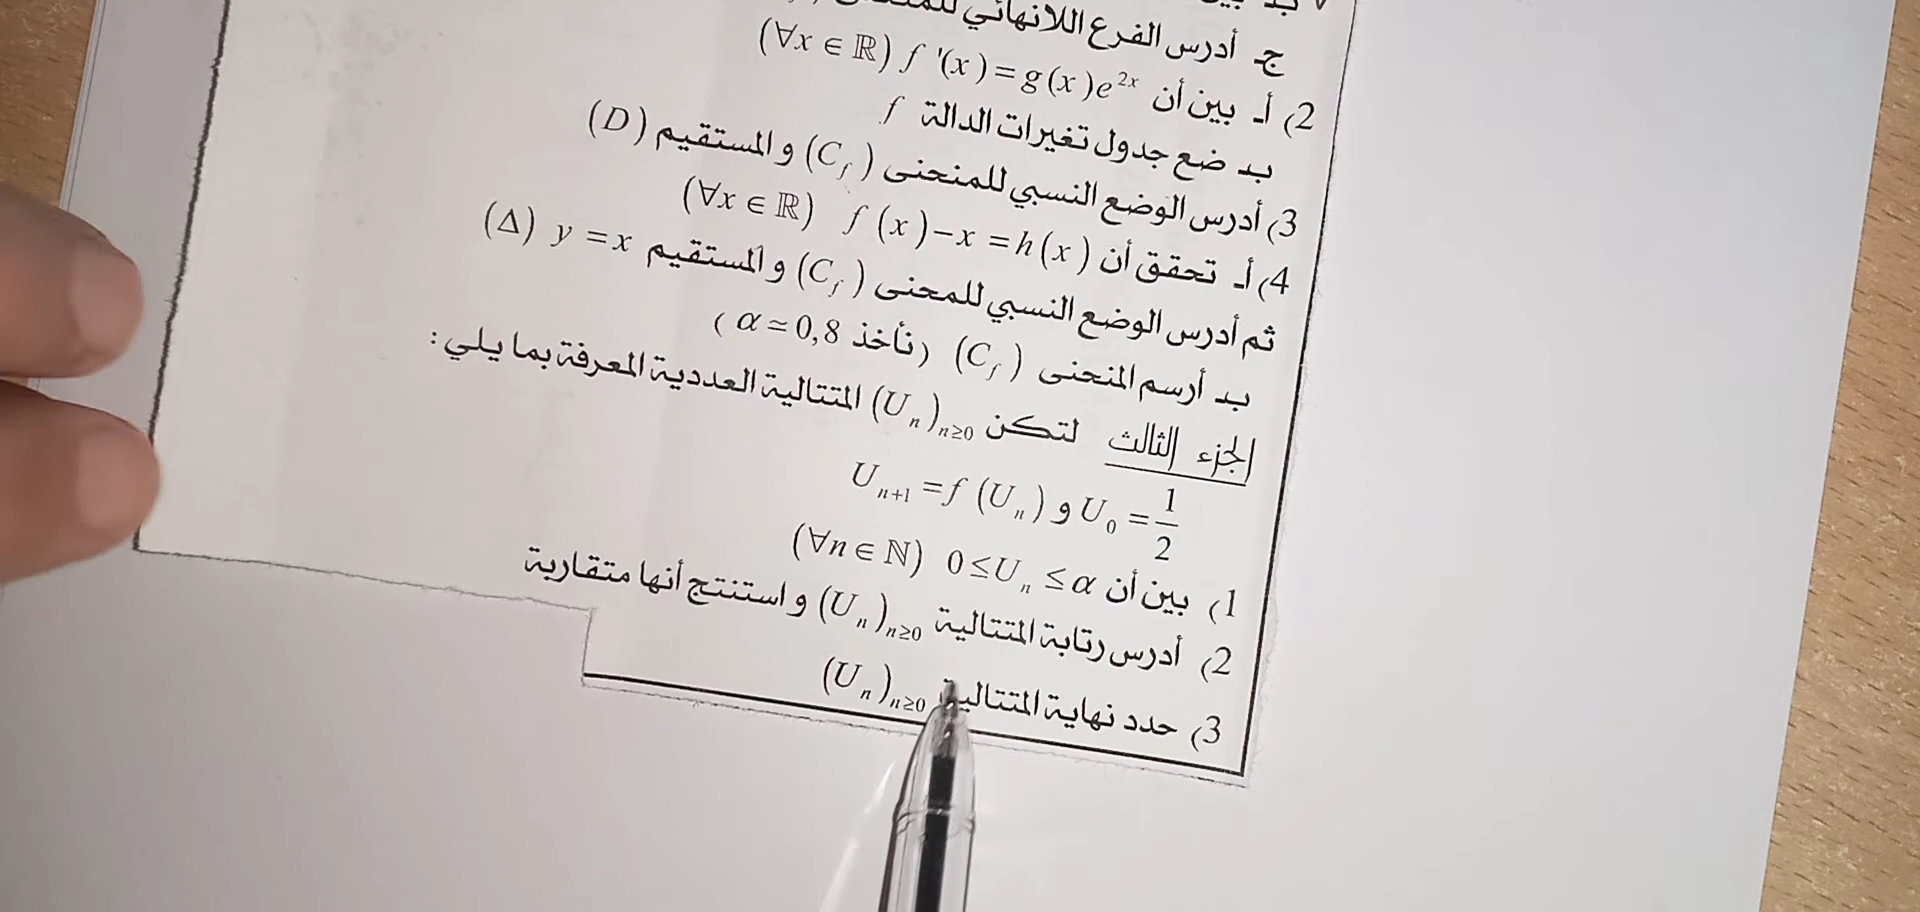 ج ـ أدرس الفرع اللانهائي
2) أ ـ بين أن (∀x ∈ ℝ) f '(x) = g(x)e^{2x}
ب ـ ضع جدول تغيرات الدالة f
3) أدرس الوضع النسبي للمنحنى (C_f) و المستقيم (D)
4) أ ـ تحقق أن (∀x ∈ ℝ) f(x) − x = h(x)
ثم أدرس الوضع النسبي للمحنى (C_f) و المستقيم (Δ) y = x
ب ـ أرسم المنحنى (C_f) (نأخذ α ≃ 0,8)
الجزء الثالث لتكن (U_n)_{n≥0} المتتالية العددية المعرفة بما يلي :
U_0 = 1/2 و U_{n+1} = f(U_n)
1) بين أن 0 ≤ U_n ≤ α (∀n ∈ ℕ)
2) أدرس رتابة المتتالية (U_n)_{n≥0} و استنتج أنها متقاربة
3) حدد نهاية المتتالية (U_n)_{n≥0}